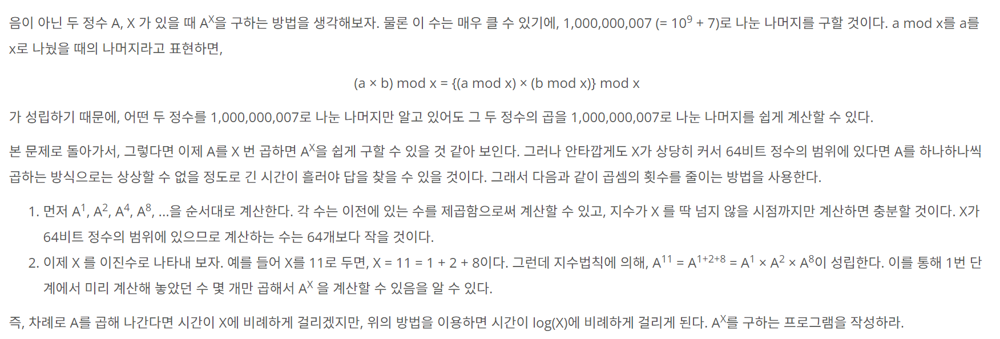 음이 아닌 두 정수 A, X 가 있을 때 A^X을 구하는 방법을 생각해보자. 물론 이 수는 매우 클 수 있기에, 1,000,000,007 (= 10^9 + 7)로 나눈 나머지를 구할 것이다. a mod x를 a를
x로 나눴을 때의 나머지라고 표현하면,
(a × b) mod x = {(a mod x) × (b mod x)} mod x
가 성립하기 때문에, 어떤 두 정수를 1,000,000,007로 나눈 나머지만 알고 있어도 그 두 정수의 곱을 1,000,000,007로 나눈 나머지를 쉽게 계산할 수 있다.
본 문제로 돌아가서, 그렇다면 이제 A를 X 번 곱하면 A^X을 쉽게 구할 수 있을 것 같아 보인다. 그러나 안타깝게도 X가 상당히 커서 64비트 정수의 범위에 있다면 A를 하나하나씩
곱하는 방식으로는 상상할 수 없을 정도로 긴 시간이 흘러야 답을 찾을 수 있을 것이다. 그래서 다음과 같이 곱셈의 횟수를 줄이는 방법을 사용한다.
1. 먼저 A^1, A^2, A^4, A^8, ...을 순서대로 계산한다. 각 수는 이전에 있는 수를 제곱함으로써 계산할 수 있고, 지수가 X 를 딱 넘지 않을 시점까지만 계산하면 충분할 것이다. X가
64비트 정수의 범위에 있으므로 계산하는 수는 64개보다 작을 것이다.
2. 이제 X 를 이진수로 나타내 보자. 예를 들어 X를 11로 두면, X = 11 = 1 + 2 + 8이다. 그런데 지수법칙에 의해, A^11 = A^1+2+8 = A^1 × A^2 × A^8이 성립한다. 이를 통해 1번 단
계에서 미리 계산해 놓았던 수 몇 개만 곱해서 A^X 을 계산할 수 있음을 알 수 있다.
즉, 차례로 A를 곱해 나간다면 시간이 X에 비례하게 걸리겠지만, 위의 방법을 이용하면 시간이 log(X)에 비례하게 걸리게 된다. A^X를 구하는 프로그램을 작성하라.